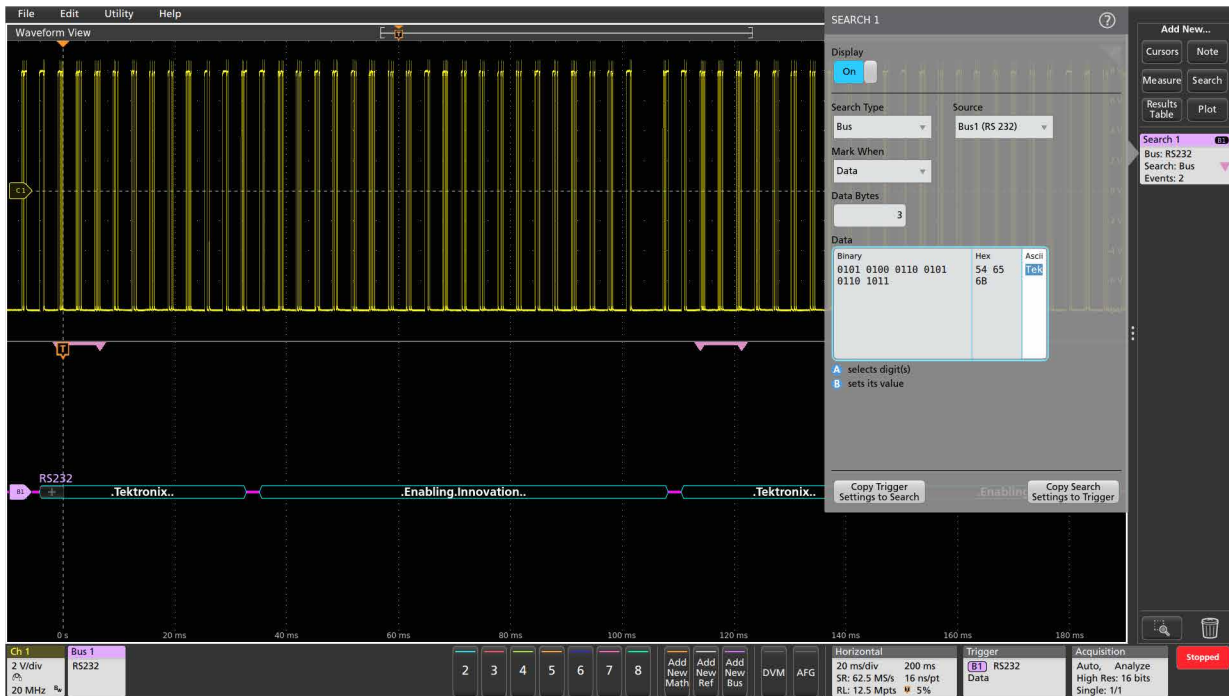 File Edit Utility Help
Waveform View
T
C1
T
RS232
B1
+
.Tektronix..
.Enabling.Innovation..
.Tektronix..
.Enabling
0 s 20 ms 40 ms 60 ms 80 ms 100 ms 120 ms 140 ms 160 ms 180 ms
SEARCH 1
?
Display
On
Search Type Source
Bus Bus1 (RS 232)
Mark When
Data
Data Bytes
3
Data
Binary Hex Ascii
0101 0100 0110 0101 54 65 Tek
0110 1011 6B
A selects digit(s)
B sets its value
Copy Trigger Settings to Search
Copy Search Settings to Trigger
Add New...
Cursors Note
Measure Search
Results Table Plot
Search 1 B1
Bus: RS232
Search: Bus
Events: 2
Ch 1
2 V/div
20 MHz Bw
Bus 1
RS232
2 3 4 5 6 7 8
Add New Math
Add New Ref
Add New Bus
DVM
AFG
Horizontal
20 ms/div 200 ms
SR: 62.5 MS/s 16 ns/pt
RL: 12.5 Mpts 5%
Trigger
B1 RS232
Data
Acquisition
Auto, Analyze
High Res: 16 bits
Single: 1/1
Stopped